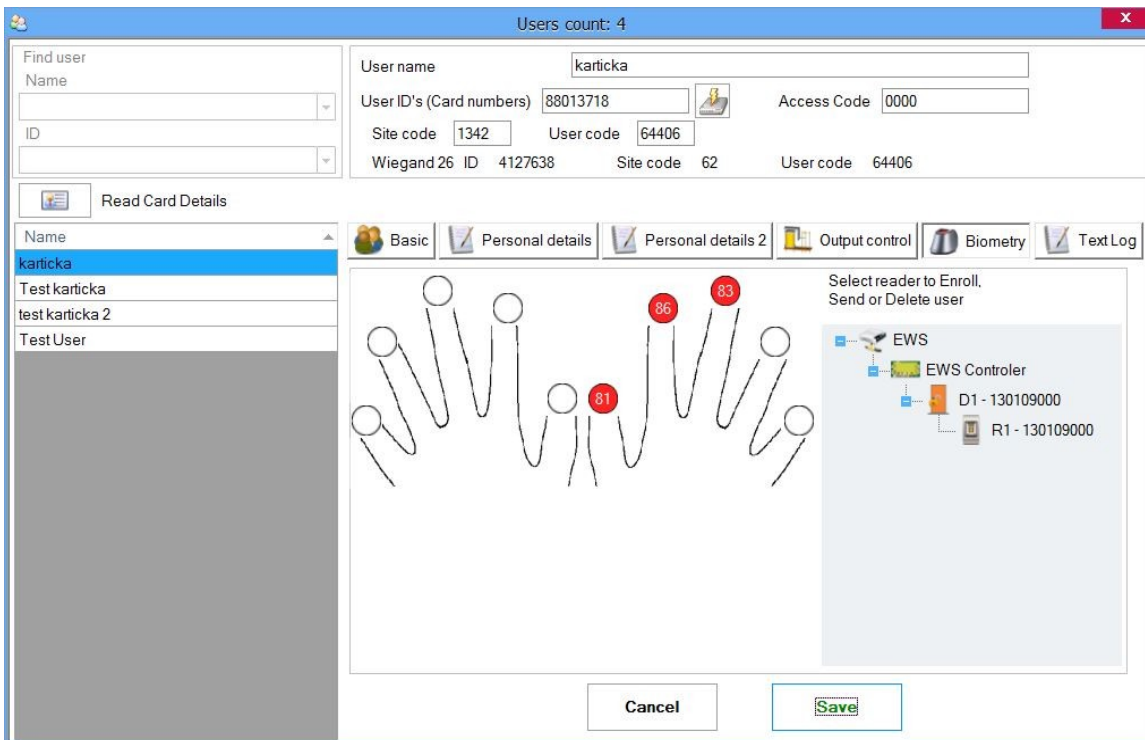 Users count: 4
x
Find user
Name
ID
User name karticka
User ID's (Card numbers) 88013718 Access Code 0000
Site code 1342 User code 64406
Wiegand 26 ID 4127638 Site code 62 User code 64406
Read Card Details
Name
karticka
Test karticka
test karticka 2
Test User
Basic Personal details Personal details 2 Output control Biometry Text Log
86 83
81
Select reader to Enroll,
Send or Delete user
EWS
EWS Controler
D1 - 130109000
R1 - 130109000
Cancel Save